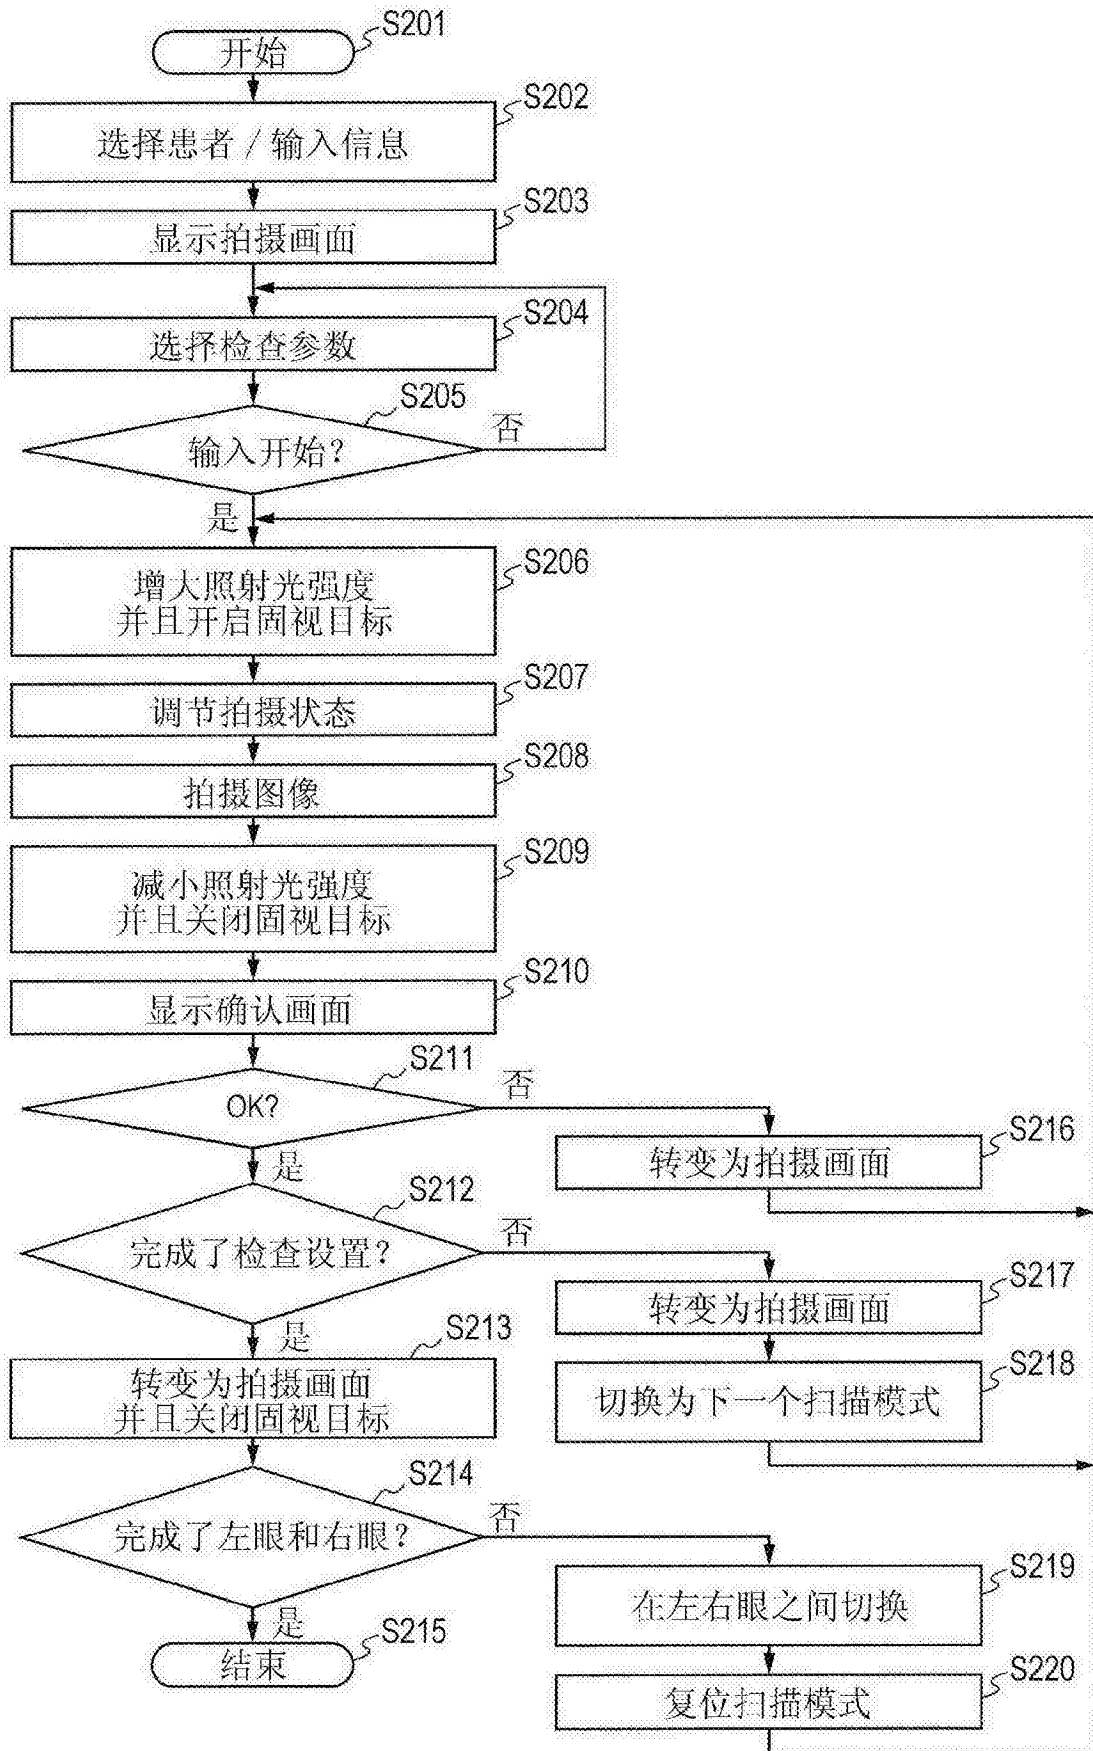 S201
开始
S202
选择患者/输入信息
S203
显示拍摄画面
S204
选择检查参数
S205
输入开始?
否
是
S206
增大照射光强度
并且开启固视目标
S207
调节拍摄状态
S208
拍摄图像
S209
减小照射光强度
并且关闭固视目标
S210
显示确认画面
S211
OK?
否
是
S216
转变为拍摄画面
S212
完成了检查设置?
否
是
S217
转变为拍摄画面
S213
转变为拍摄画面
并且关闭固视目标
S218
切换为下一个扫描模式
S214
完成了左眼和右眼?
否
是
S219
在左右眼之间切换
S215
结束
S220
复位扫描模式